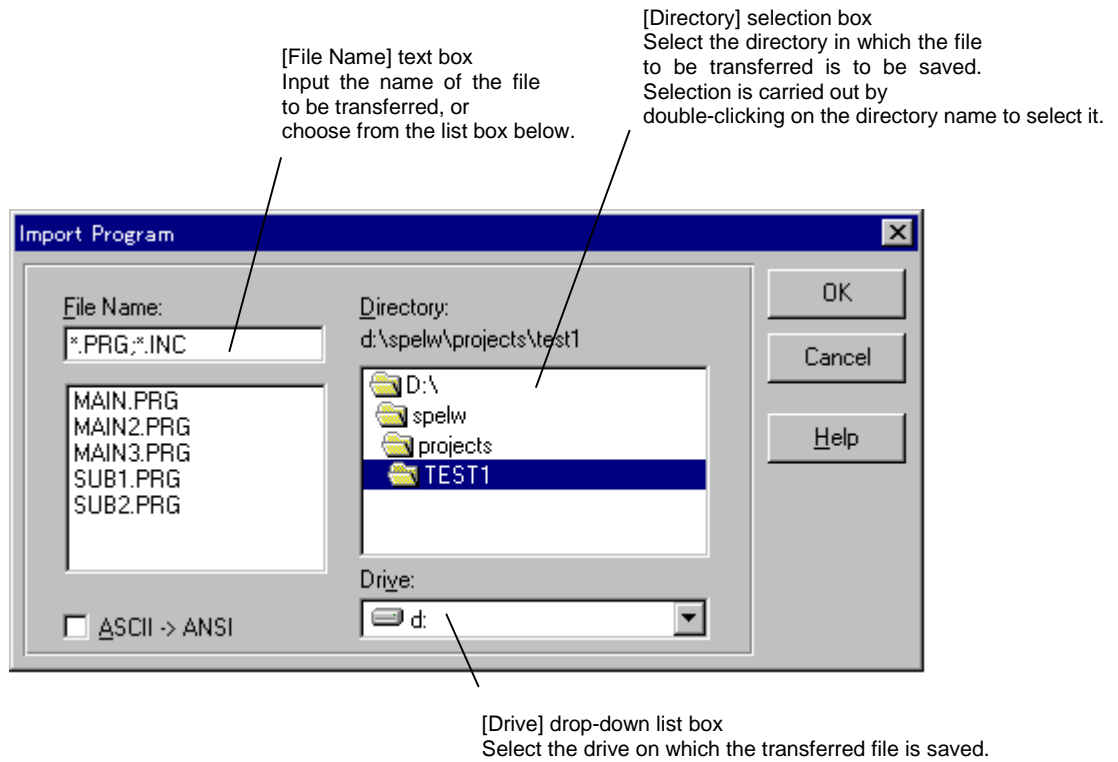 [Directory] selection box
Select the directory in which the file
to be transferred is to be saved.
Selection is carried out by
double-clicking on the directory name to select it.
[File Name] text box
Input the name of the file
to be transferred, or
choose from the list box below.
Import Program
File Name:
*.PRG;*.INC
MAIN.PRG
MAIN2.PRG
MAIN3.PRG
SUB1.PRG
SUB2.PRG
ASCII -> ANSI
Directory:
d:\spelw\projects\test1
D:\
spelw
projects
TEST1
Drive:
d:
OK
Cancel
Help
[Drive] drop-down list box
Select the drive on which the transferred file is saved.